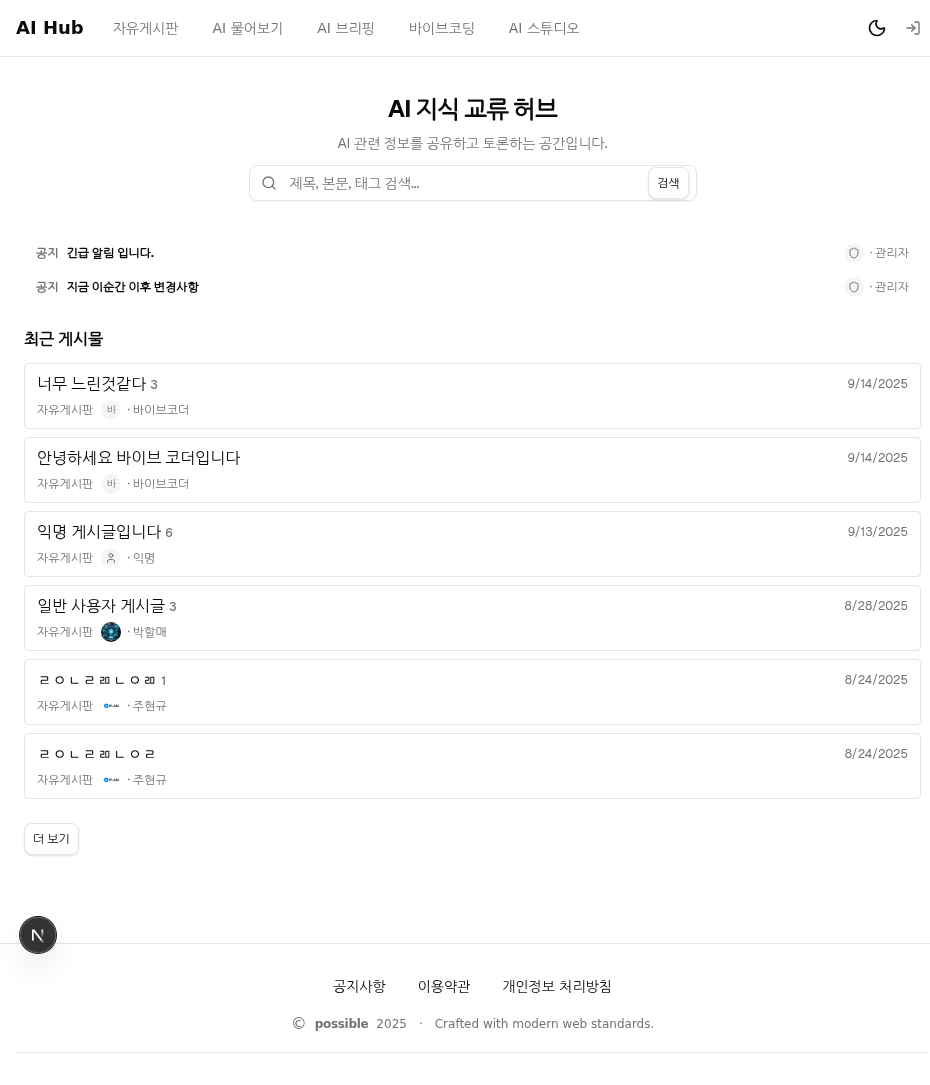 AI Hub 자유게시판 AI 물어보기 AI 브리핑 바이브코딩 AI 스튜디오
AI 지식 교류 허브
AI 관련 정보를 공유하고 토론하는 공간입니다.
제목, 본문, 태그 검색... 검색
공지 긴급 알림 입니다. · 관리자
공지 지금 이순간 이후 변경사항 · 관리자
최근 게시물
너무 느린것같다 3 9/14/2025
자유게시판 바 · 바이브코더
안녕하세요 바이브 코더입니다 9/14/2025
자유게시판 바 · 바이브코더
익명 게시글입니다 6 9/13/2025
자유게시판 · 익명
일반 사용자 게시글 3 8/28/2025
자유게시판 · 박할매
ㄹㅇㄴㄹㄻㄴㅇㄻ 1 8/24/2025
자유게시판 · 주현규
ㄹㅇㄴㄹㄻㄴㅇㄹ 8/24/2025
자유게시판 · 주현규
더 보기
N
공지사항 이용약관 개인정보 처리방침
© possible 2025 · Crafted with modern web standards.